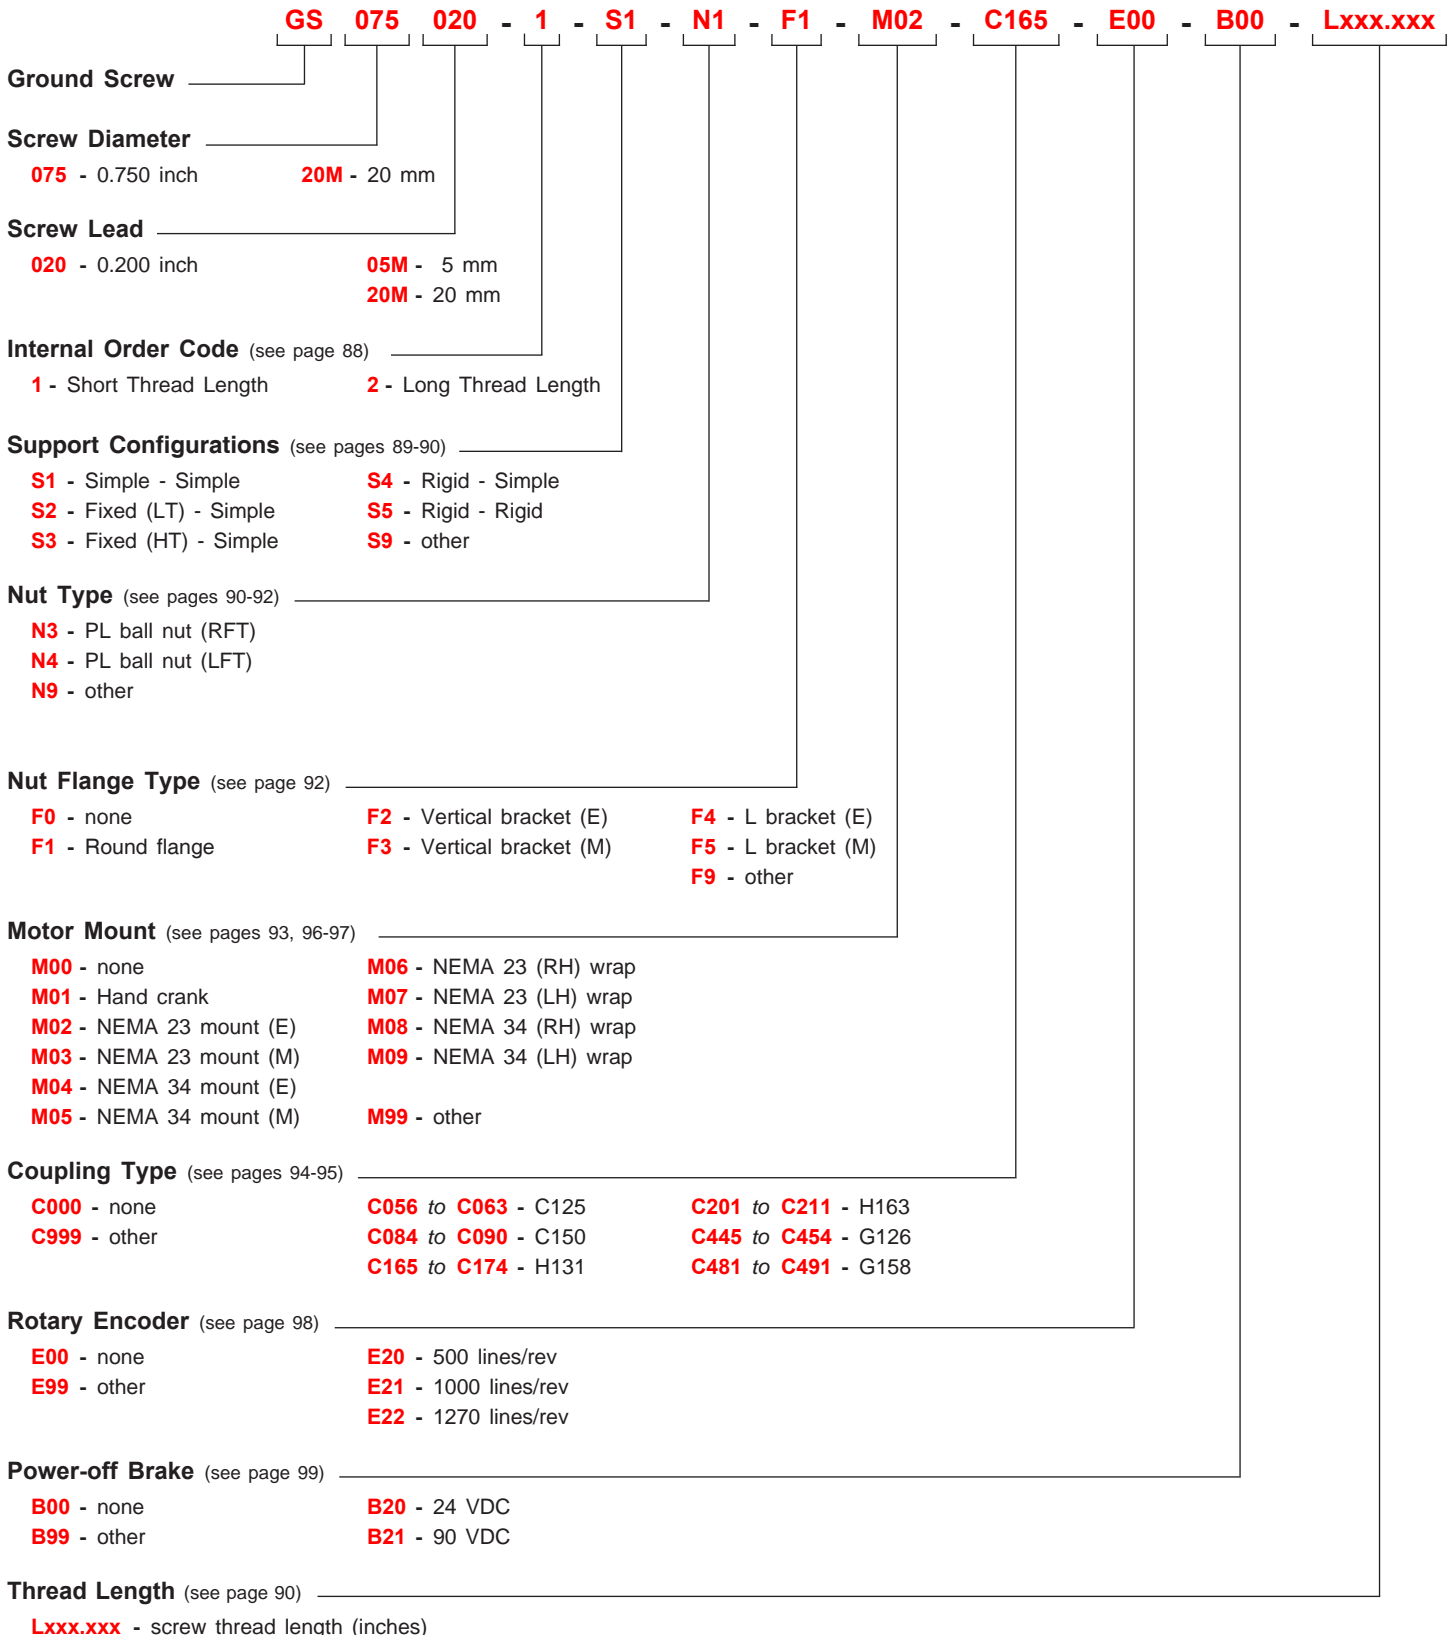 GS 075 020 - 1 - S1 - N1 - F1 - M02 - C165 - E00 - B00 - Lxxx.xxx
Ground Screw
Screw Diameter
075 - 0.750 inch 20M - 20 mm
Screw Lead
020 - 0.200 inch 05M - 5 mm
20M - 20 mm
Internal Order Code (see page 88)
1 - Short Thread Length 2 - Long Thread Length
Support Configurations (see pages 89-90)
S1 - Simple - Simple S4 - Rigid - Simple
S2 - Fixed (LT) - Simple S5 - Rigid - Rigid
S3 - Fixed (HT) - Simple S9 - other
Nut Type (see pages 90-92)
N3 - PL ball nut (RFT)
N4 - PL ball nut (LFT)
N9 - other
Nut Flange Type (see page 92)
F0 - none F2 - Vertical bracket (E) F4 - L bracket (E)
F1 - Round flange F3 - Vertical bracket (M) F5 - L bracket (M)
F9 - other
Motor Mount (see pages 93, 96-97)
M00 - none M06 - NEMA 23 (RH) wrap
M01 - Hand crank M07 - NEMA 23 (LH) wrap
M02 - NEMA 23 mount (E) M08 - NEMA 34 (RH) wrap
M03 - NEMA 23 mount (M) M09 - NEMA 34 (LH) wrap
M04 - NEMA 34 mount (E)
M05 - NEMA 34 mount (M) M99 - other
Coupling Type (see pages 94-95)
C000 - none C056 to C063 - C125 C201 to C211 - H163
C999 - other C084 to C090 - C150 C445 to C454 - G126
C165 to C174 - H131 C481 to C491 - G158
Rotary Encoder (see page 98)
E00 - none E20 - 500 lines/rev
E99 - other E21 - 1000 lines/rev
E22 - 1270 lines/rev
Power-off Brake (see page 99)
B00 - none B20 - 24 VDC
B99 - other B21 - 90 VDC
Thread Length (see page 90)
Lxxx.xxx - screw thread length (inches)